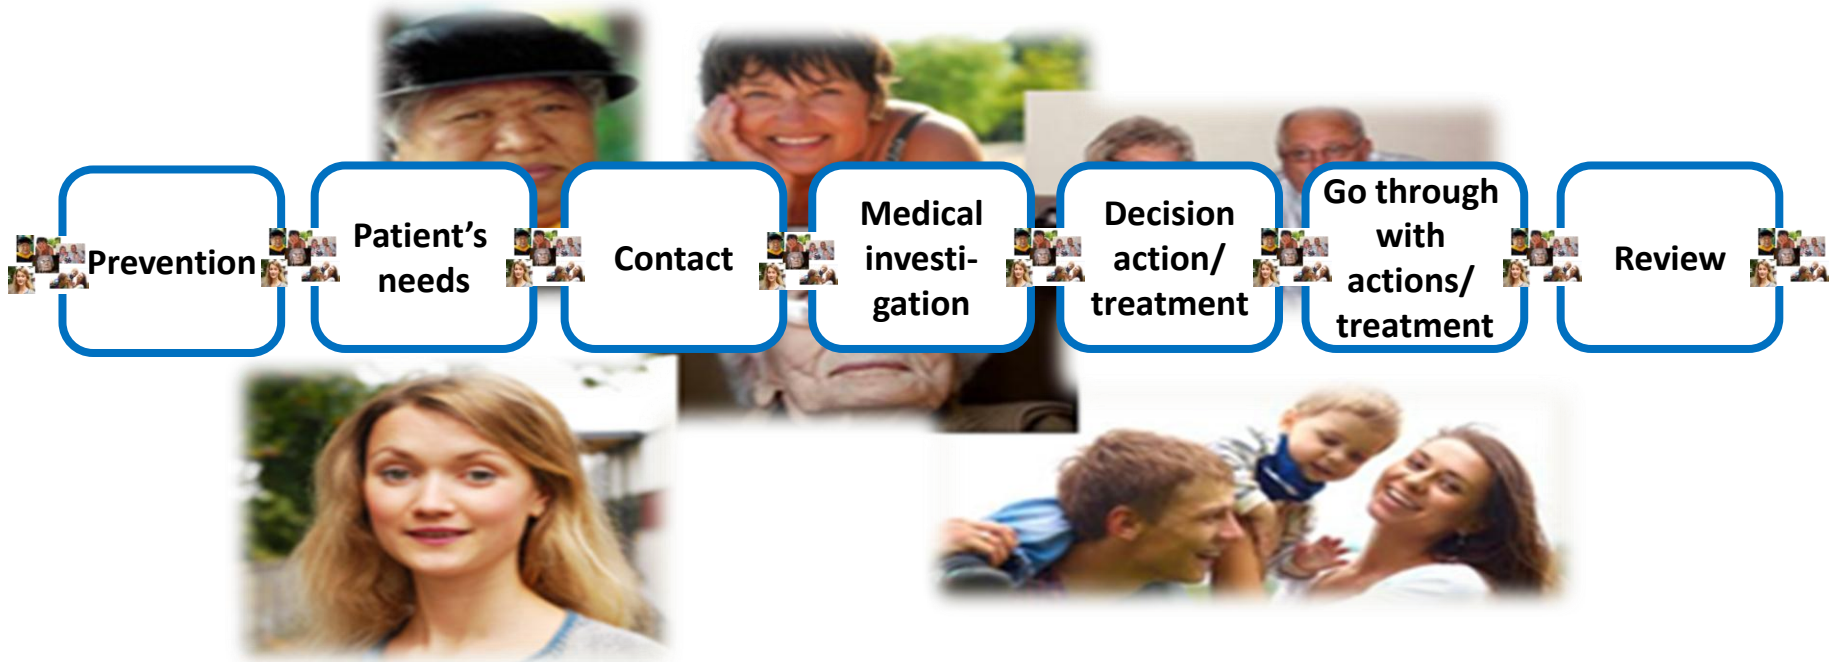 Prevention
Patient’s
needs
Contact
Medical
investi-
gation
Decision
action/
treatment
Go through
with
actions/
treatment
Review